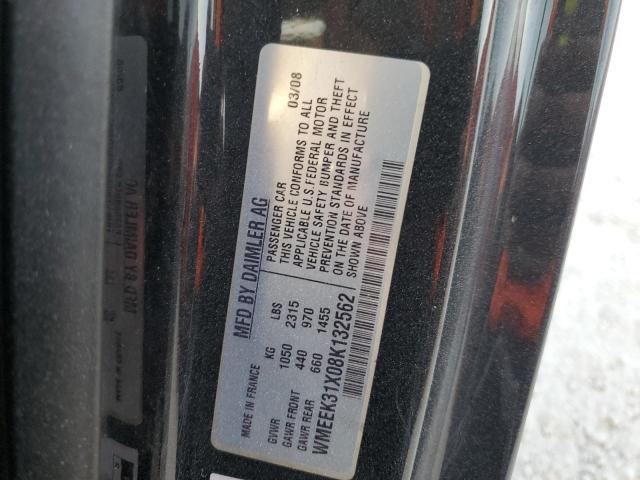 MFD BY DAIMLER AG
03/08
PASSENGER CAR
THIS VEHICLE CONFORMS TO ALL
APPLICABLE U.S. FEDERAL MOTOR
VEHICLE SAFETY BUMPER AND THEFT
PREVENTION STANDARDS IN EFFECT
ON THE DATE OF MANUFACTURE
SHOWN ABOVE
MADE IN FRANCE
KG LBS
GVWR 1050 2315
GAWR FRONT 440 970
GAWR REAR 660 1455
WMEEK31X08K132562